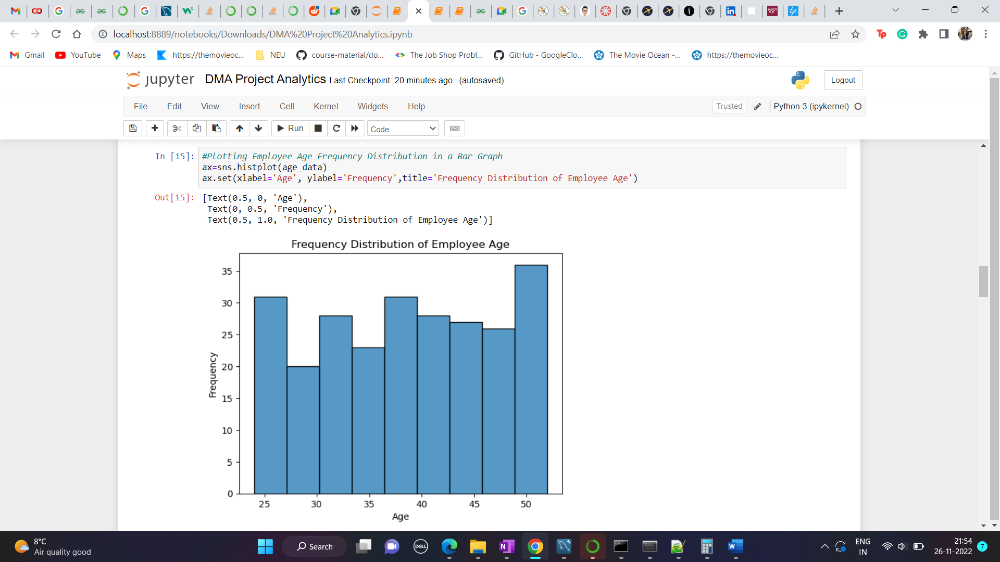 localhost:8889/notebooks/Downloads/DMA%20Project%20Analytics.ipynb
Gmail YouTube Maps https://themovieoc... NEU course-material/do... The Job Shop Probl... GitHub - GoogleClo... The Movie Ocean -... https://themovieoc...
jupyter DMA Project Analytics Last Checkpoint: 20 minutes ago (autosaved) Logout
File Edit View Insert Cell Kernel Widgets Help Trusted Python 3 (ipykernel)
Run Code
In [15]: #Plotting Employee Age Frequency Distribution in a Bar Graph
ax=sns.histplot(age_data)
ax.set(xlabel='Age', ylabel='Frequency',title='Frequency Distribution of Employee Age')
Out[15]: [Text(0.5, 0, 'Age'),
Text(0, 0.5, 'Frequency'),
Text(0.5, 1.0, 'Frequency Distribution of Employee Age')]
Frequency Distribution of Employee Age
35
30
25
20
15
10
5
0
Frequency
25 30 35 40 45 50
Age
8°C
Air quality good
Search
DELL
ENG
IN
21:54
26-11-2022
7